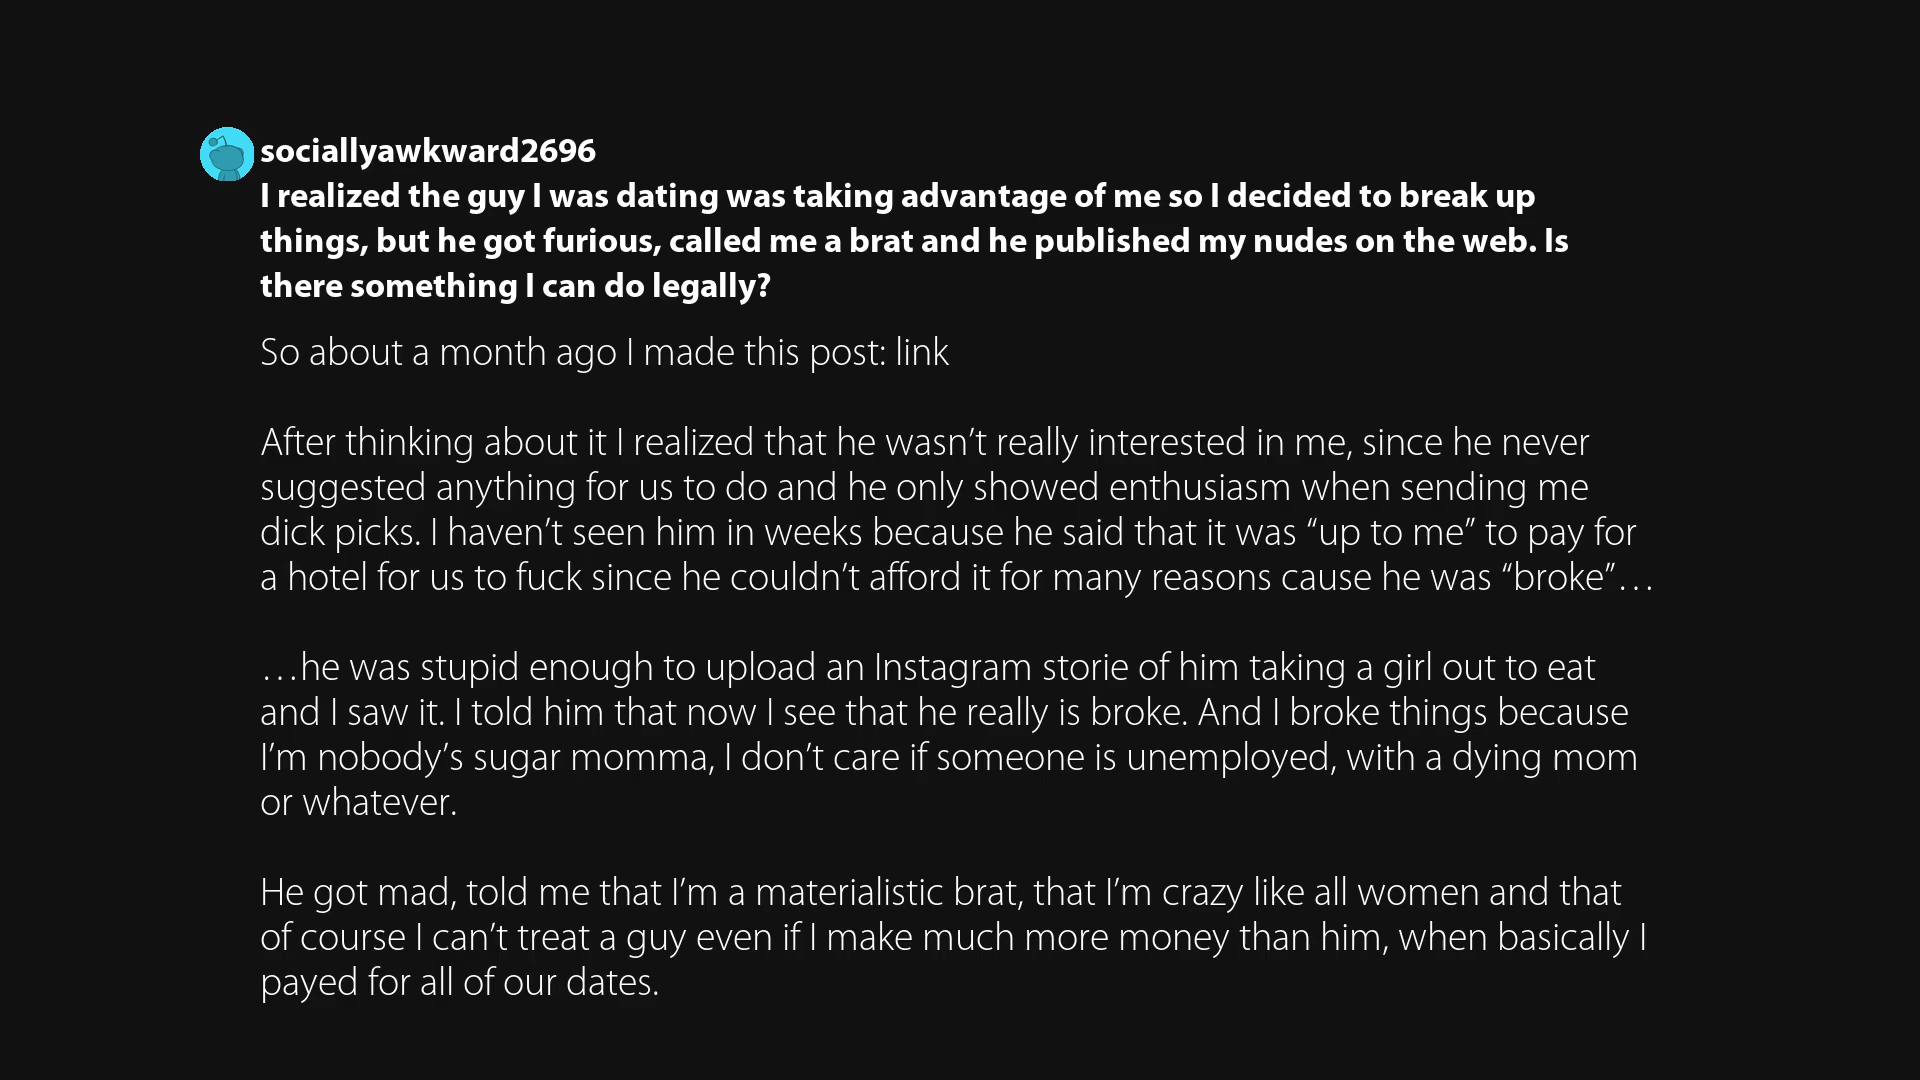 sociallyawkward2696
I realized the guy I was dating was taking advantage of me so I decided to break up
things, but he got furious, called me a brat and he published my nudes on the web. Is
there something I can do legally?
So about a month ago I made this post: link
After thinking about it I realized that he wasn’t really interested in me, since he never
suggested anything for us to do and he only showed enthusiasm when sending me
dick picks. I haven’t seen him in weeks because he said that it was “up to me” to pay for
a hotel for us to fuck since he couldn’t afford it for many reasons cause he was “broke”…
…he was stupid enough to upload an Instagram storie of him taking a girl out to eat
and I saw it. I told him that now I see that he really is broke. And I broke things because
I’m nobody’s sugar momma, I don’t care if someone is unemployed, with a dying mom
or whatever.
He got mad, told me that I’m a materialistic brat, that I’m crazy like all women and that
of course I can’t treat a guy even if I make much more money than him, when basically I
payed for all of our dates.